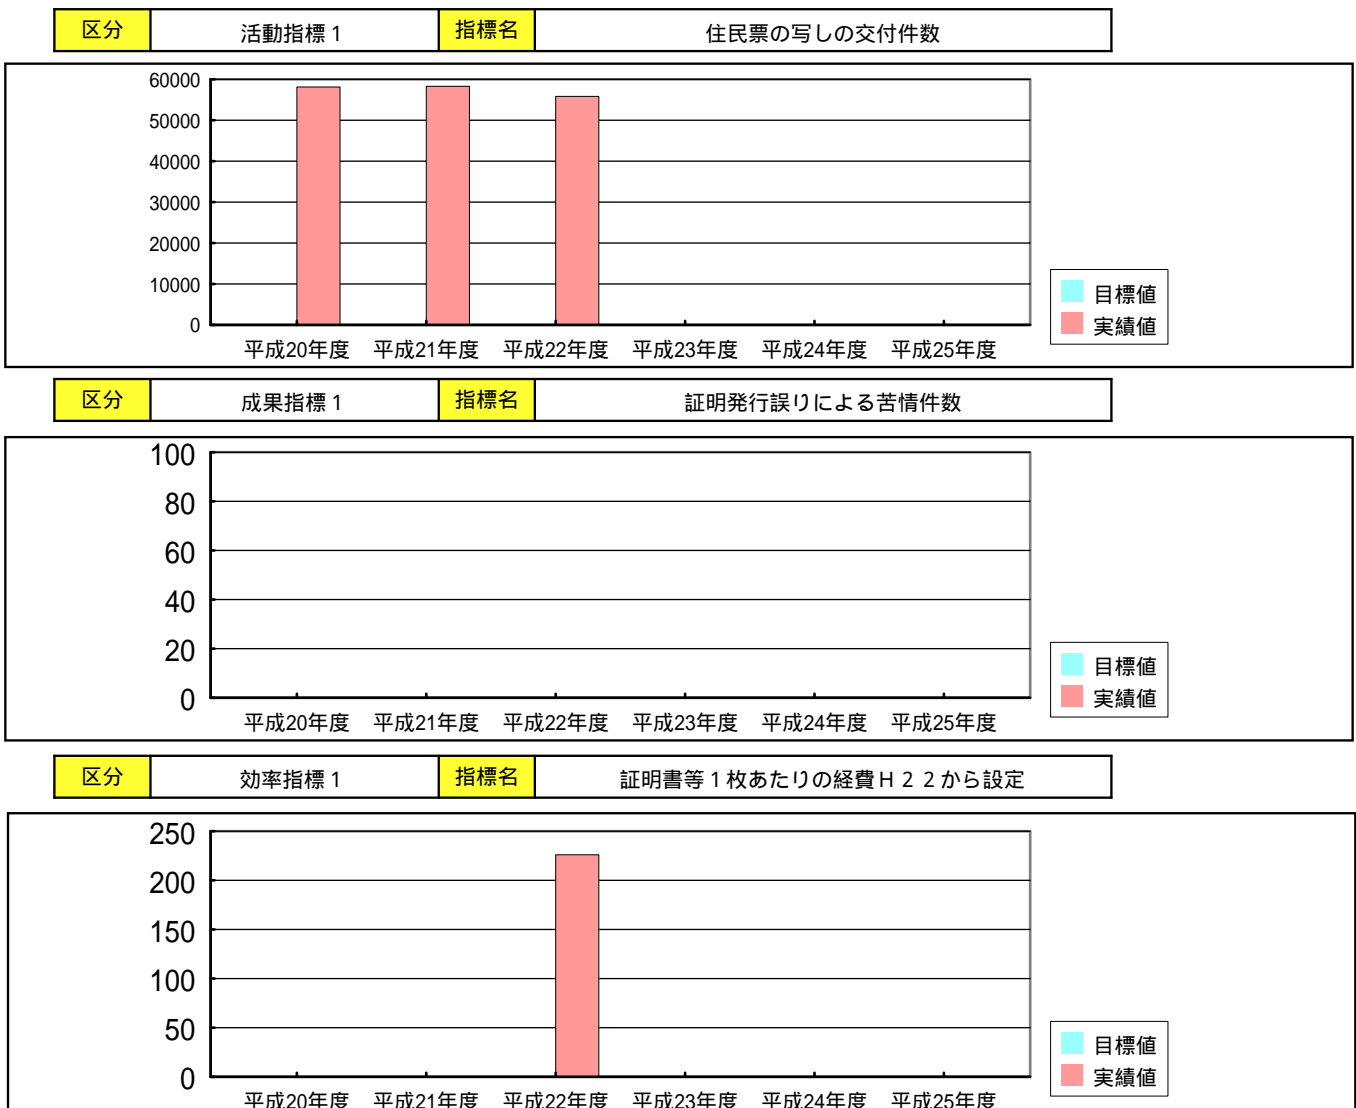 区分 活動指標１ 指標名 住民票の写しの交付件数
60000
50000
40000
30000
20000
10000
0
平成20年度 平成21年度 平成22年度 平成23年度 平成24年度 平成25年度
目標値
実績値
区分 成果指標１ 指標名 証明発行誤りによる苦情件数
100
80
60
40
20
0
平成20年度 平成21年度 平成22年度 平成23年度 平成24年度 平成25年度
目標値
実績値
区分 効率指標１ 指標名 証明書等１枚あたりの経費Ｈ２２から設定
250
200
150
100
50
0
平成20年度 平成21年度 平成22年度 平成23年度 平成24年度 平成25年度
目標値
実績値